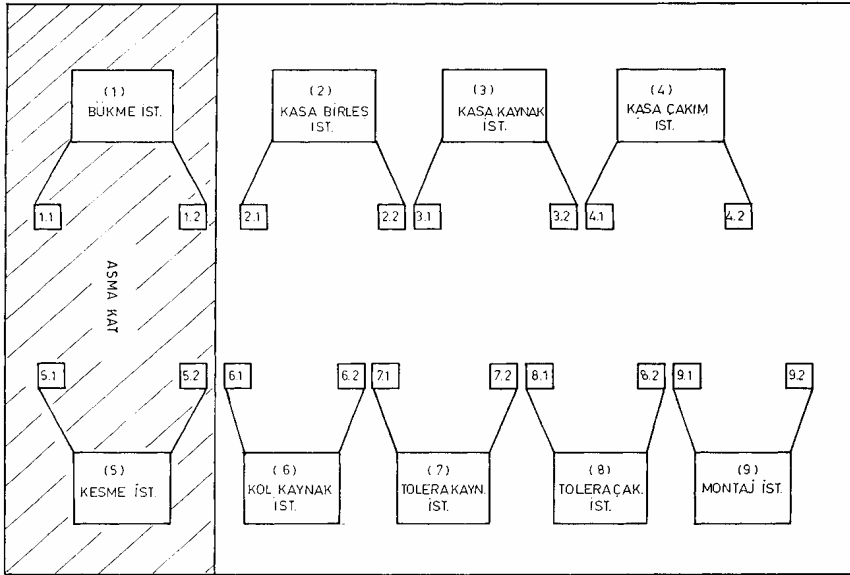 (1)
BÜKME İST.
(2)
KASA BİRLES
İST.
(3)
KASA KAYNAK
İST.
(4)
KASA ÇAKIM
İST.
1.1
1.2
2.1
2.2
3.1
3.2
4.1
4.2
ASMA KAT
5.1
5.2
6.1
6.2
7.1
7.2
8.1
8.2
9.1
9.2
(5)
KESME İST.
(6)
KOL KAYNAK
İST.
(7)
TOLERA KAYN.
İST.
(8)
TOLERA ÇAK.
İST.
(9)
MONTAJ İST.